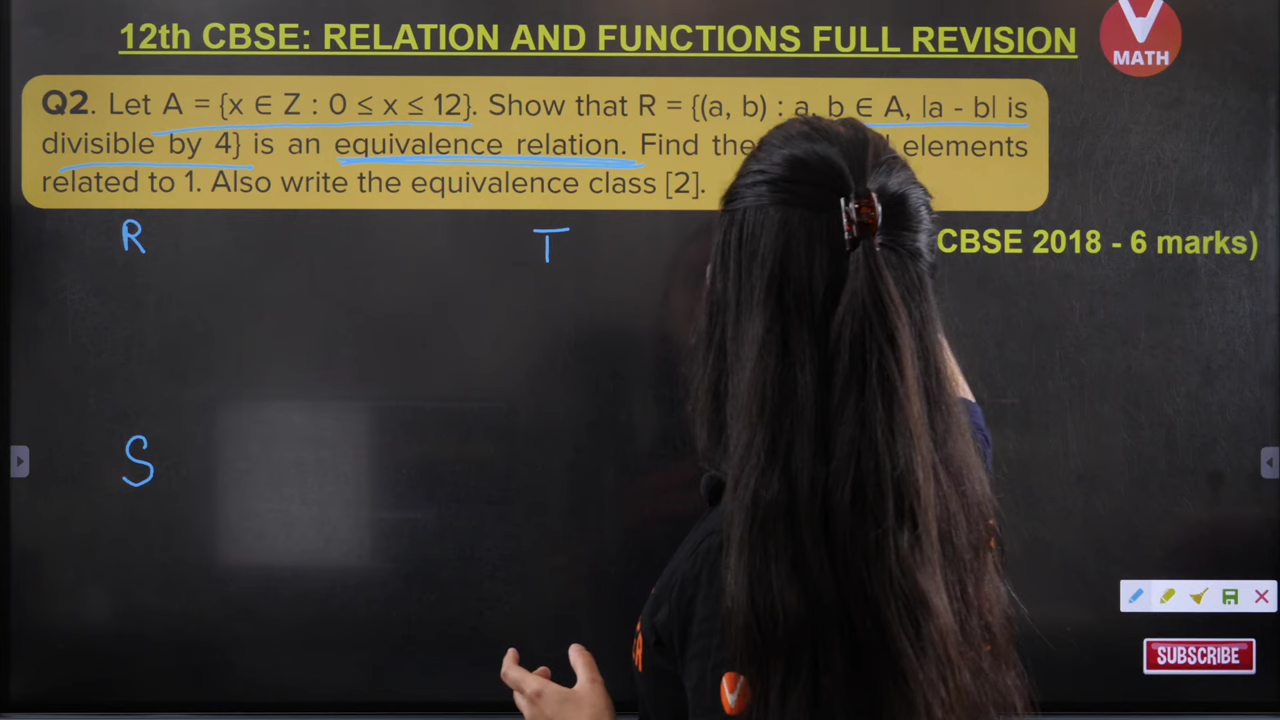 12th CBSE: RELATION AND FUNCTIONS FULL REVISION
V
MATH
Q2. Let A = {x ∈ Z : 0 ≤ x ≤ 12}. Show that R = {(a, b) : a, b ∈ A, |a - b| is
divisible by 4} is an equivalence relation. Find the elements
related to 1. Also write the equivalence class [2].
R
T
CBSE 2018 - 6 marks)
S
SUBSCRIBE
V